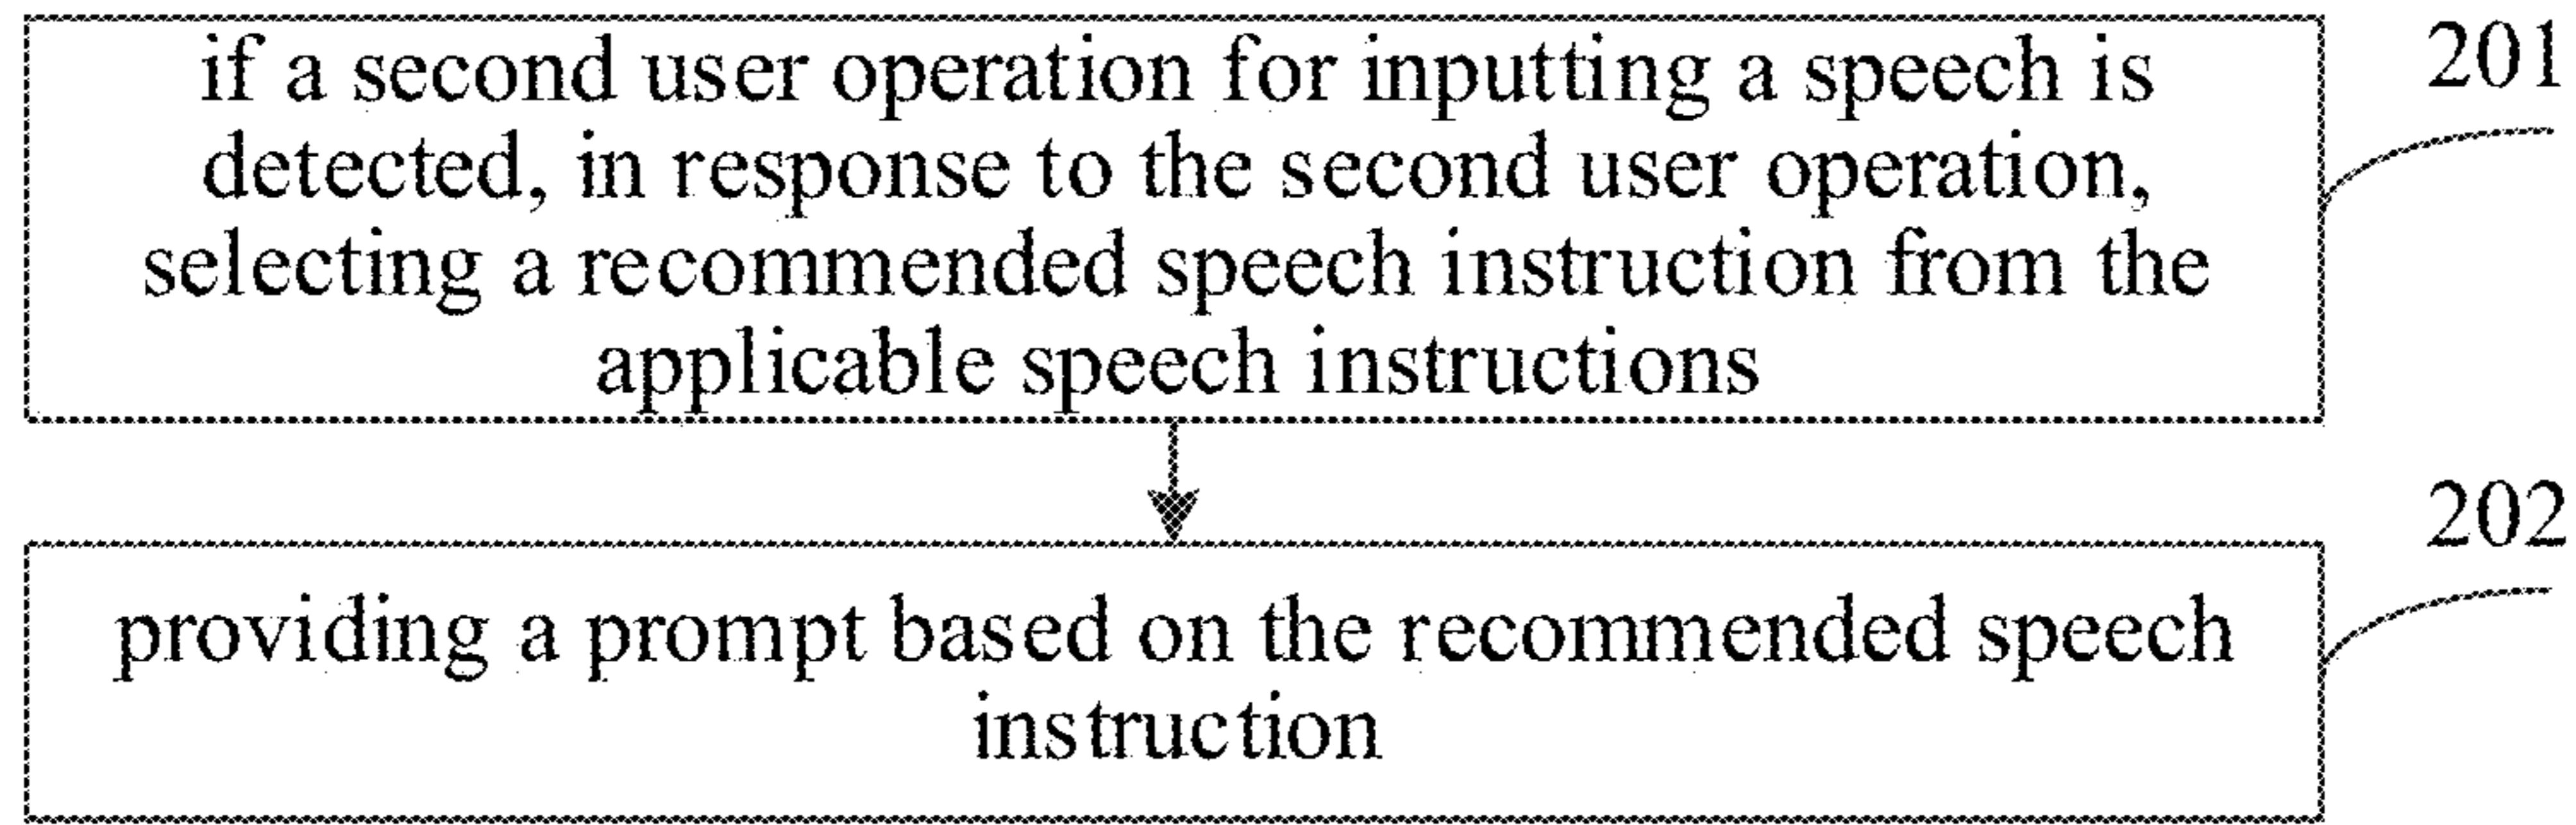 if a second user operation for inputting a speech is
201
detected, in response to the second user operation,
selecting a recommended speech instruction from the
applicable speech instructions
202
providing a prompt based on the recommended speech
instruction